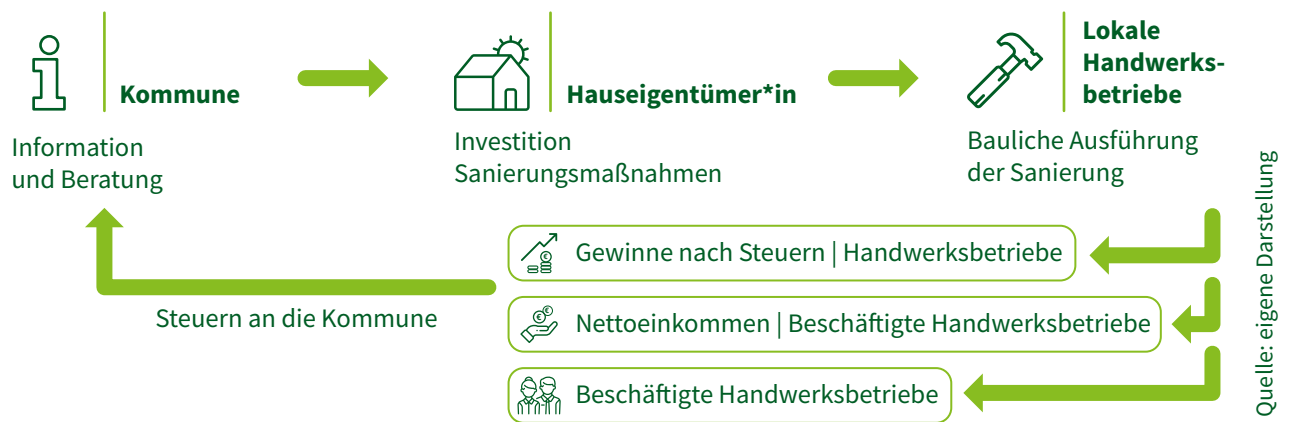 Kommune
Information
und Beratung
Hauseigentümer*in
Investition
Sanierungsmaßnahmen
Lokale
Handwerks-
betriebe
Bauliche Ausführung
der Sanierung
Gewinne nach Steuern | Handwerksbetriebe
Nettoeinkommen | Beschäftigte Handwerksbetriebe
Beschäftigte Handwerksbetriebe
Steuern an die Kommune
Quelle: eigene Darstellung